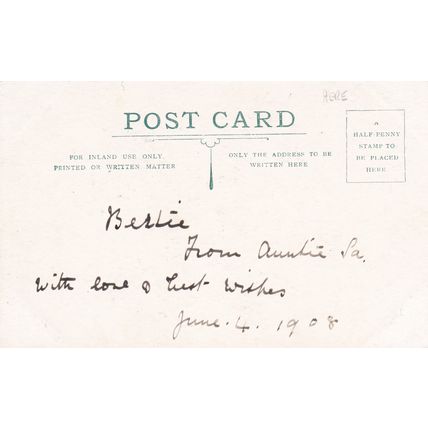 AERE
POST CARD
FOR INLAND USE ONLY.
PRINTED OR WRITTEN MATTER
ONLY THE ADDRESS TO BE
WRITTEN HERE
A
HALF-PENNY
STAMP TO
BE PLACED
HERE
Bertie
From Auntie Sa.
With love & best wishes
June. 4. 1908